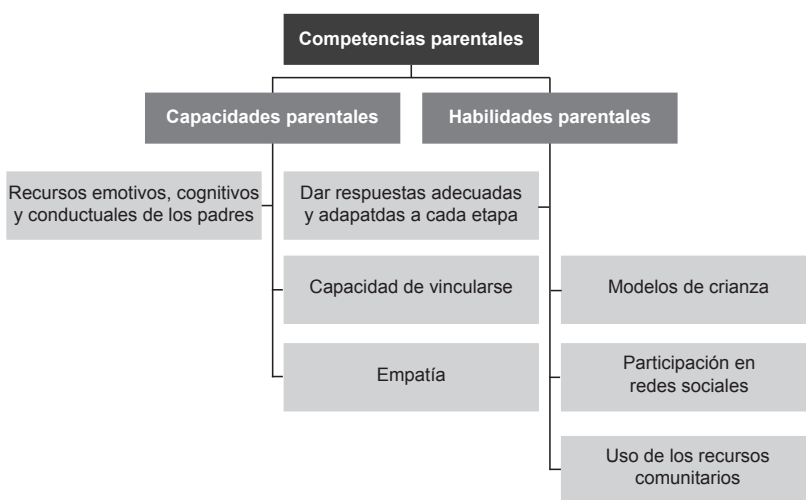 Competencias parentales
Capacidades parentales
Habilidades parentales
Recursos emotivos, cognitivos
y conductuales de los padres
Dar respuestas adecuadas
y adapatdas a cada etapa
Capacidad de vincularse
Modelos de crianza
Empatía
Participación en
redes sociales
Uso de los recursos
comunitarios